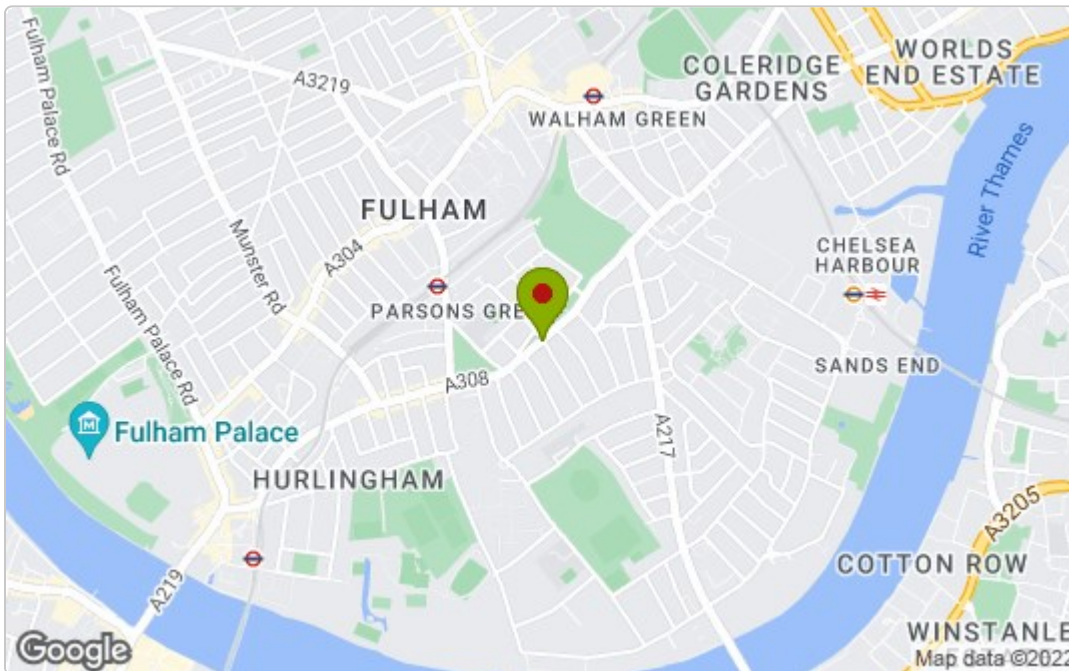 Fulham Palace Rd
A3219
COLERIDGE
GARDENS
WORLDS
END ESTATE
WALHAM GREEN
River Thames
FULHAM
Munster Rd
A304
CHELSEA
HARBOUR
PARSONS GRE
Fulham Palace Rd
A308
SANDS END
Fulham Palace
A217
HURLINGHAM
A3205
COTTON ROW
A219
WINSTANLE
Google
Map data ©2022